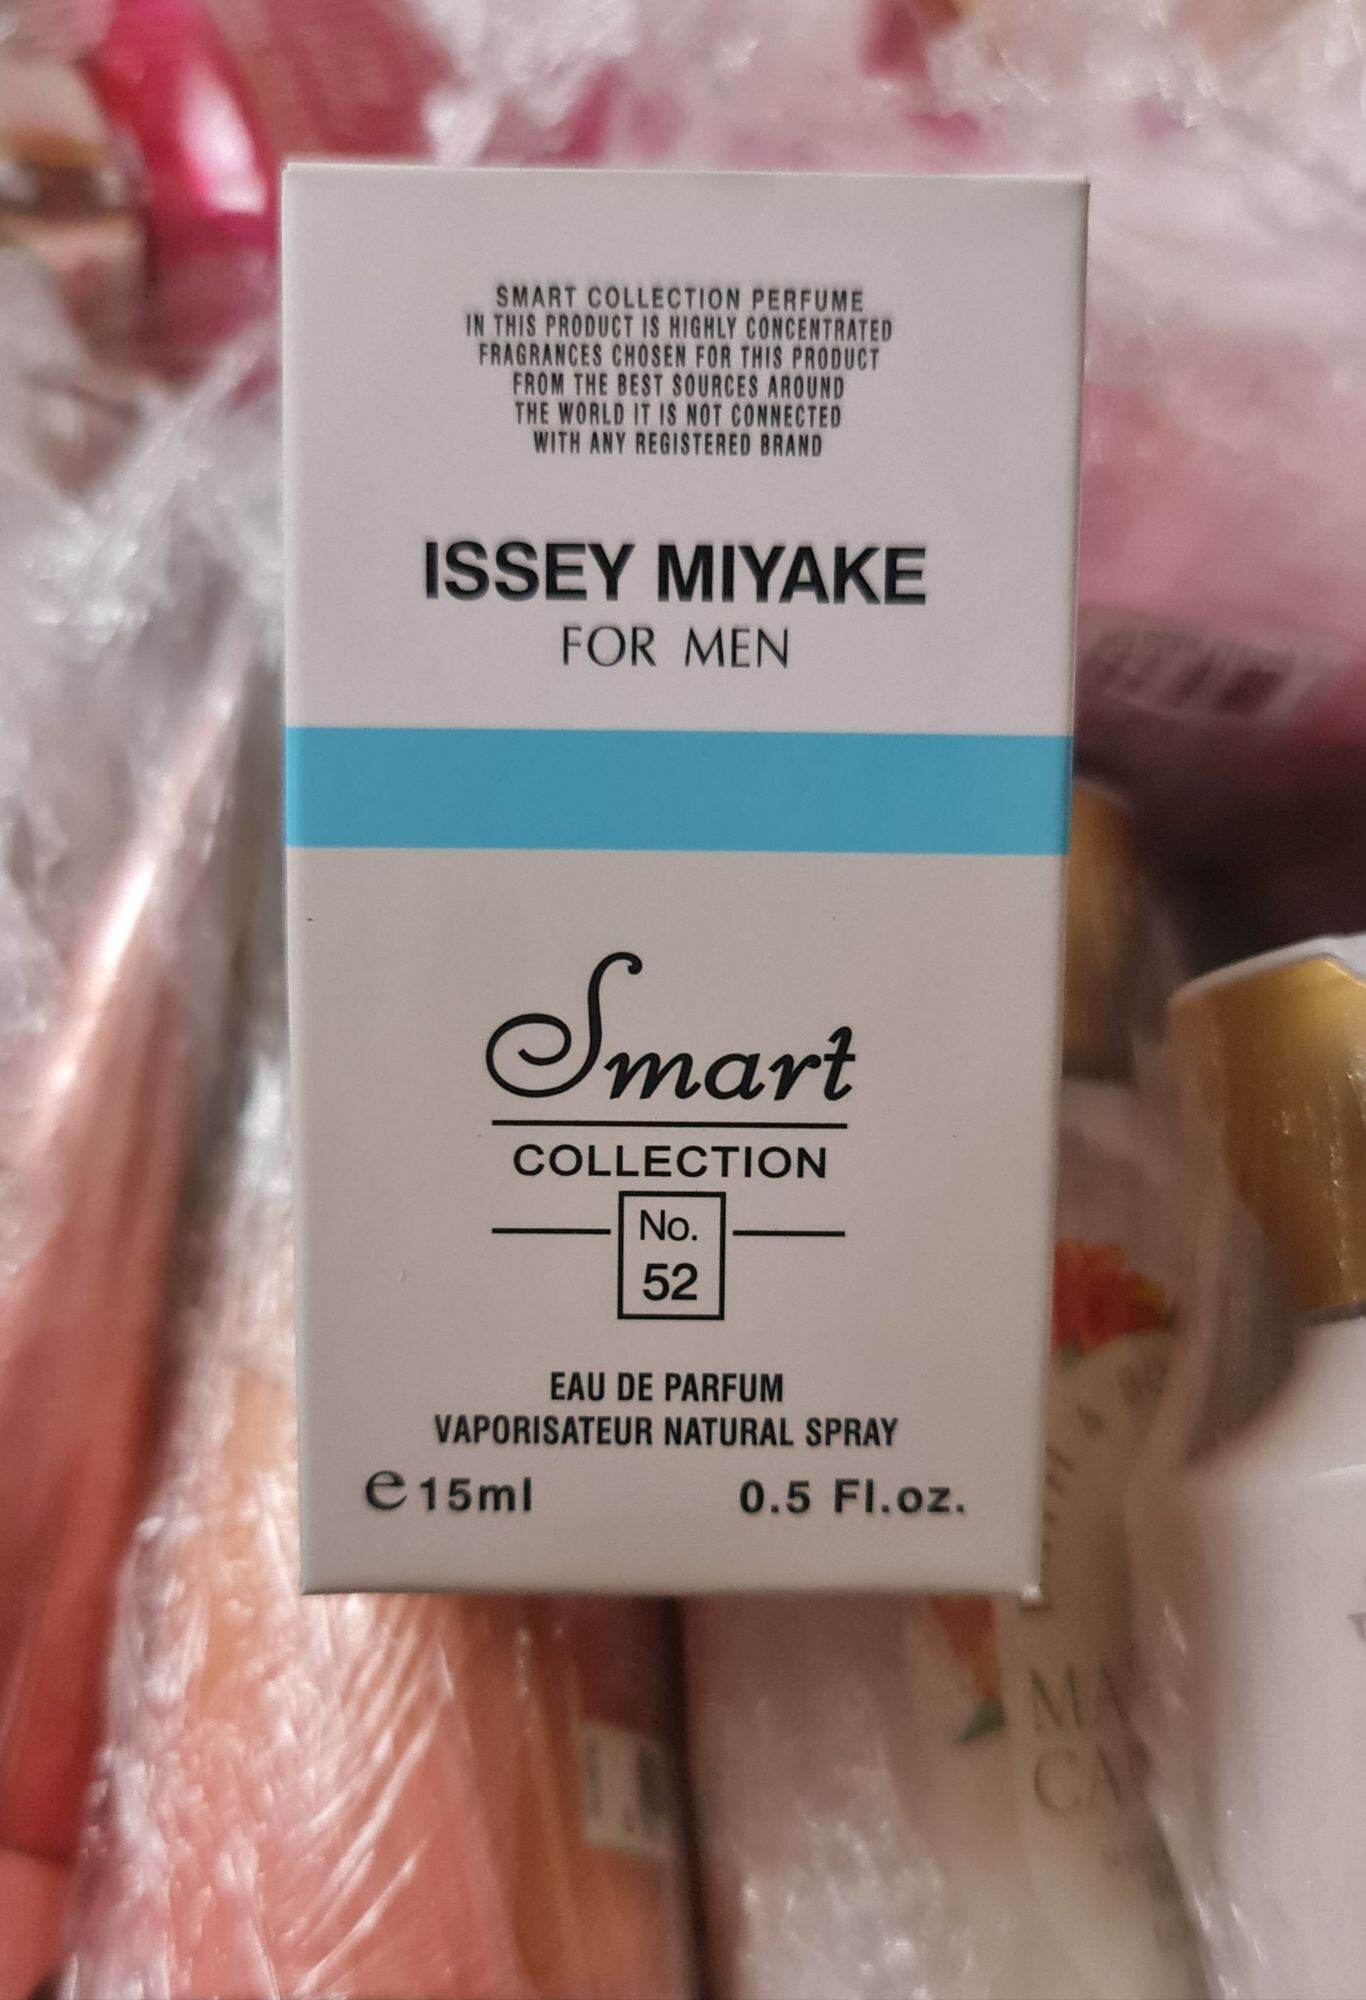 SMART COLLECTION PERFUME
IN THIS PRODUCT IS HIGHLY CONCENTRATED
FRAGRANCES CHOSEN FOR THIS PRODUCT
FROM THE BEST SOURCES AROUND
THE WORLD IT IS NOT CONNECTED
WITH ANY REGISTERED BRAND
ISSEY MIYAKE
FOR MEN
Smart
COLLECTION
No.
52
EAU DE PARFUM
VAPORISATEUR NATURAL SPRAY
e 15ml 0.5 Fl.oz.